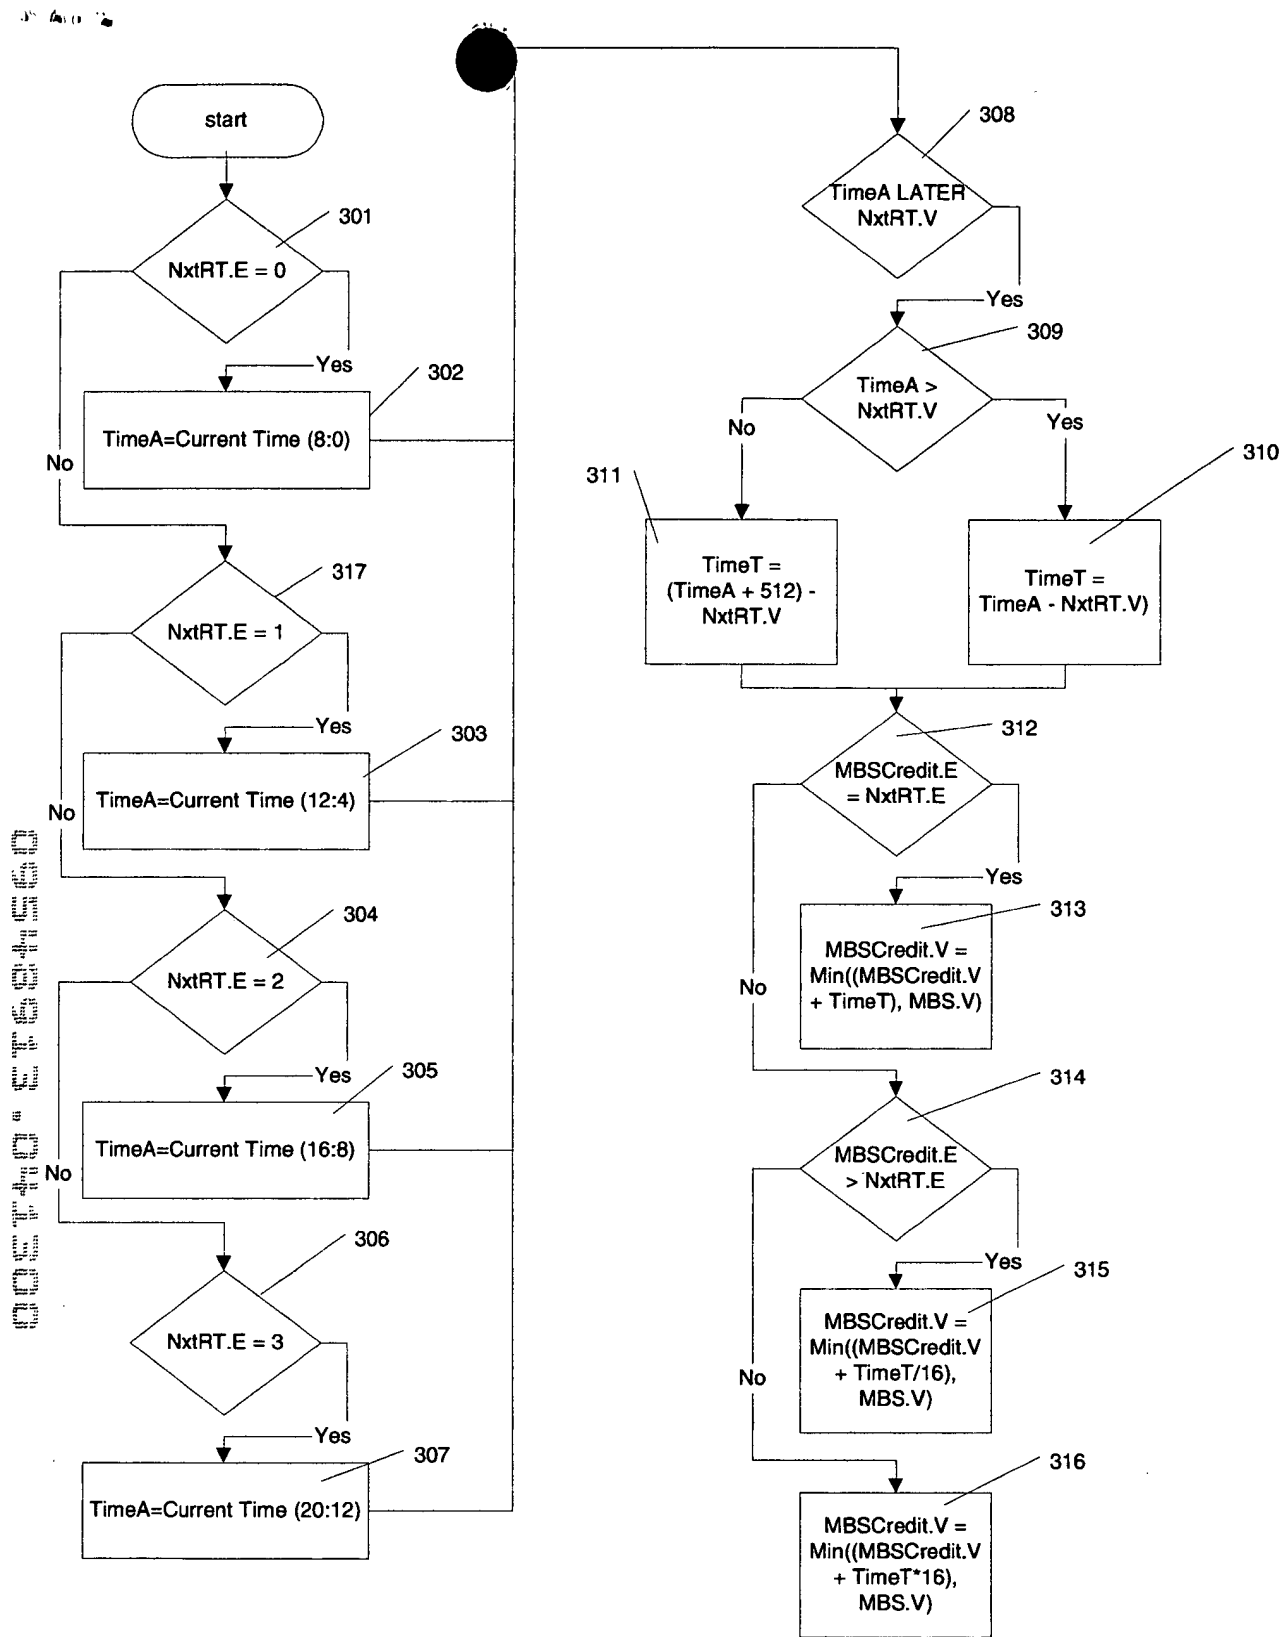 start
301
NxtRT.E = 0
Yes
302
TimeA=Current Time (8:0)
No
317
NxtRT.E = 1
Yes
303
TimeA=Current Time (12:4)
No
304
NxtRT.E = 2
Yes
305
TimeA=Current Time (16:8)
No
306
NxtRT.E = 3
Yes
307
TimeA=Current Time (20:12)
308
TimeA LATER
NxtRT.V
Yes
309
TimeA >
NxtRT.V
No
Yes
311
310
TimeT =
(TimeA + 512) -
NxtRT.V
TimeT =
TimeA - NxtRT.V)
312
MBSCredit.E
= NxtRT.E
Yes
313
MBSCredit.V =
Min((MBSCredit.V
+ TimeT), MBS.V)
No
314
MBSCredit.E
> NxtRT.E
Yes
315
MBSCredit.V =
Min((MBSCredit.V
+ TimeT/16),
MBS.V)
No
316
MBSCredit.V =
Min((MBSCredit.V
+ TimeT*16),
MBS.V)